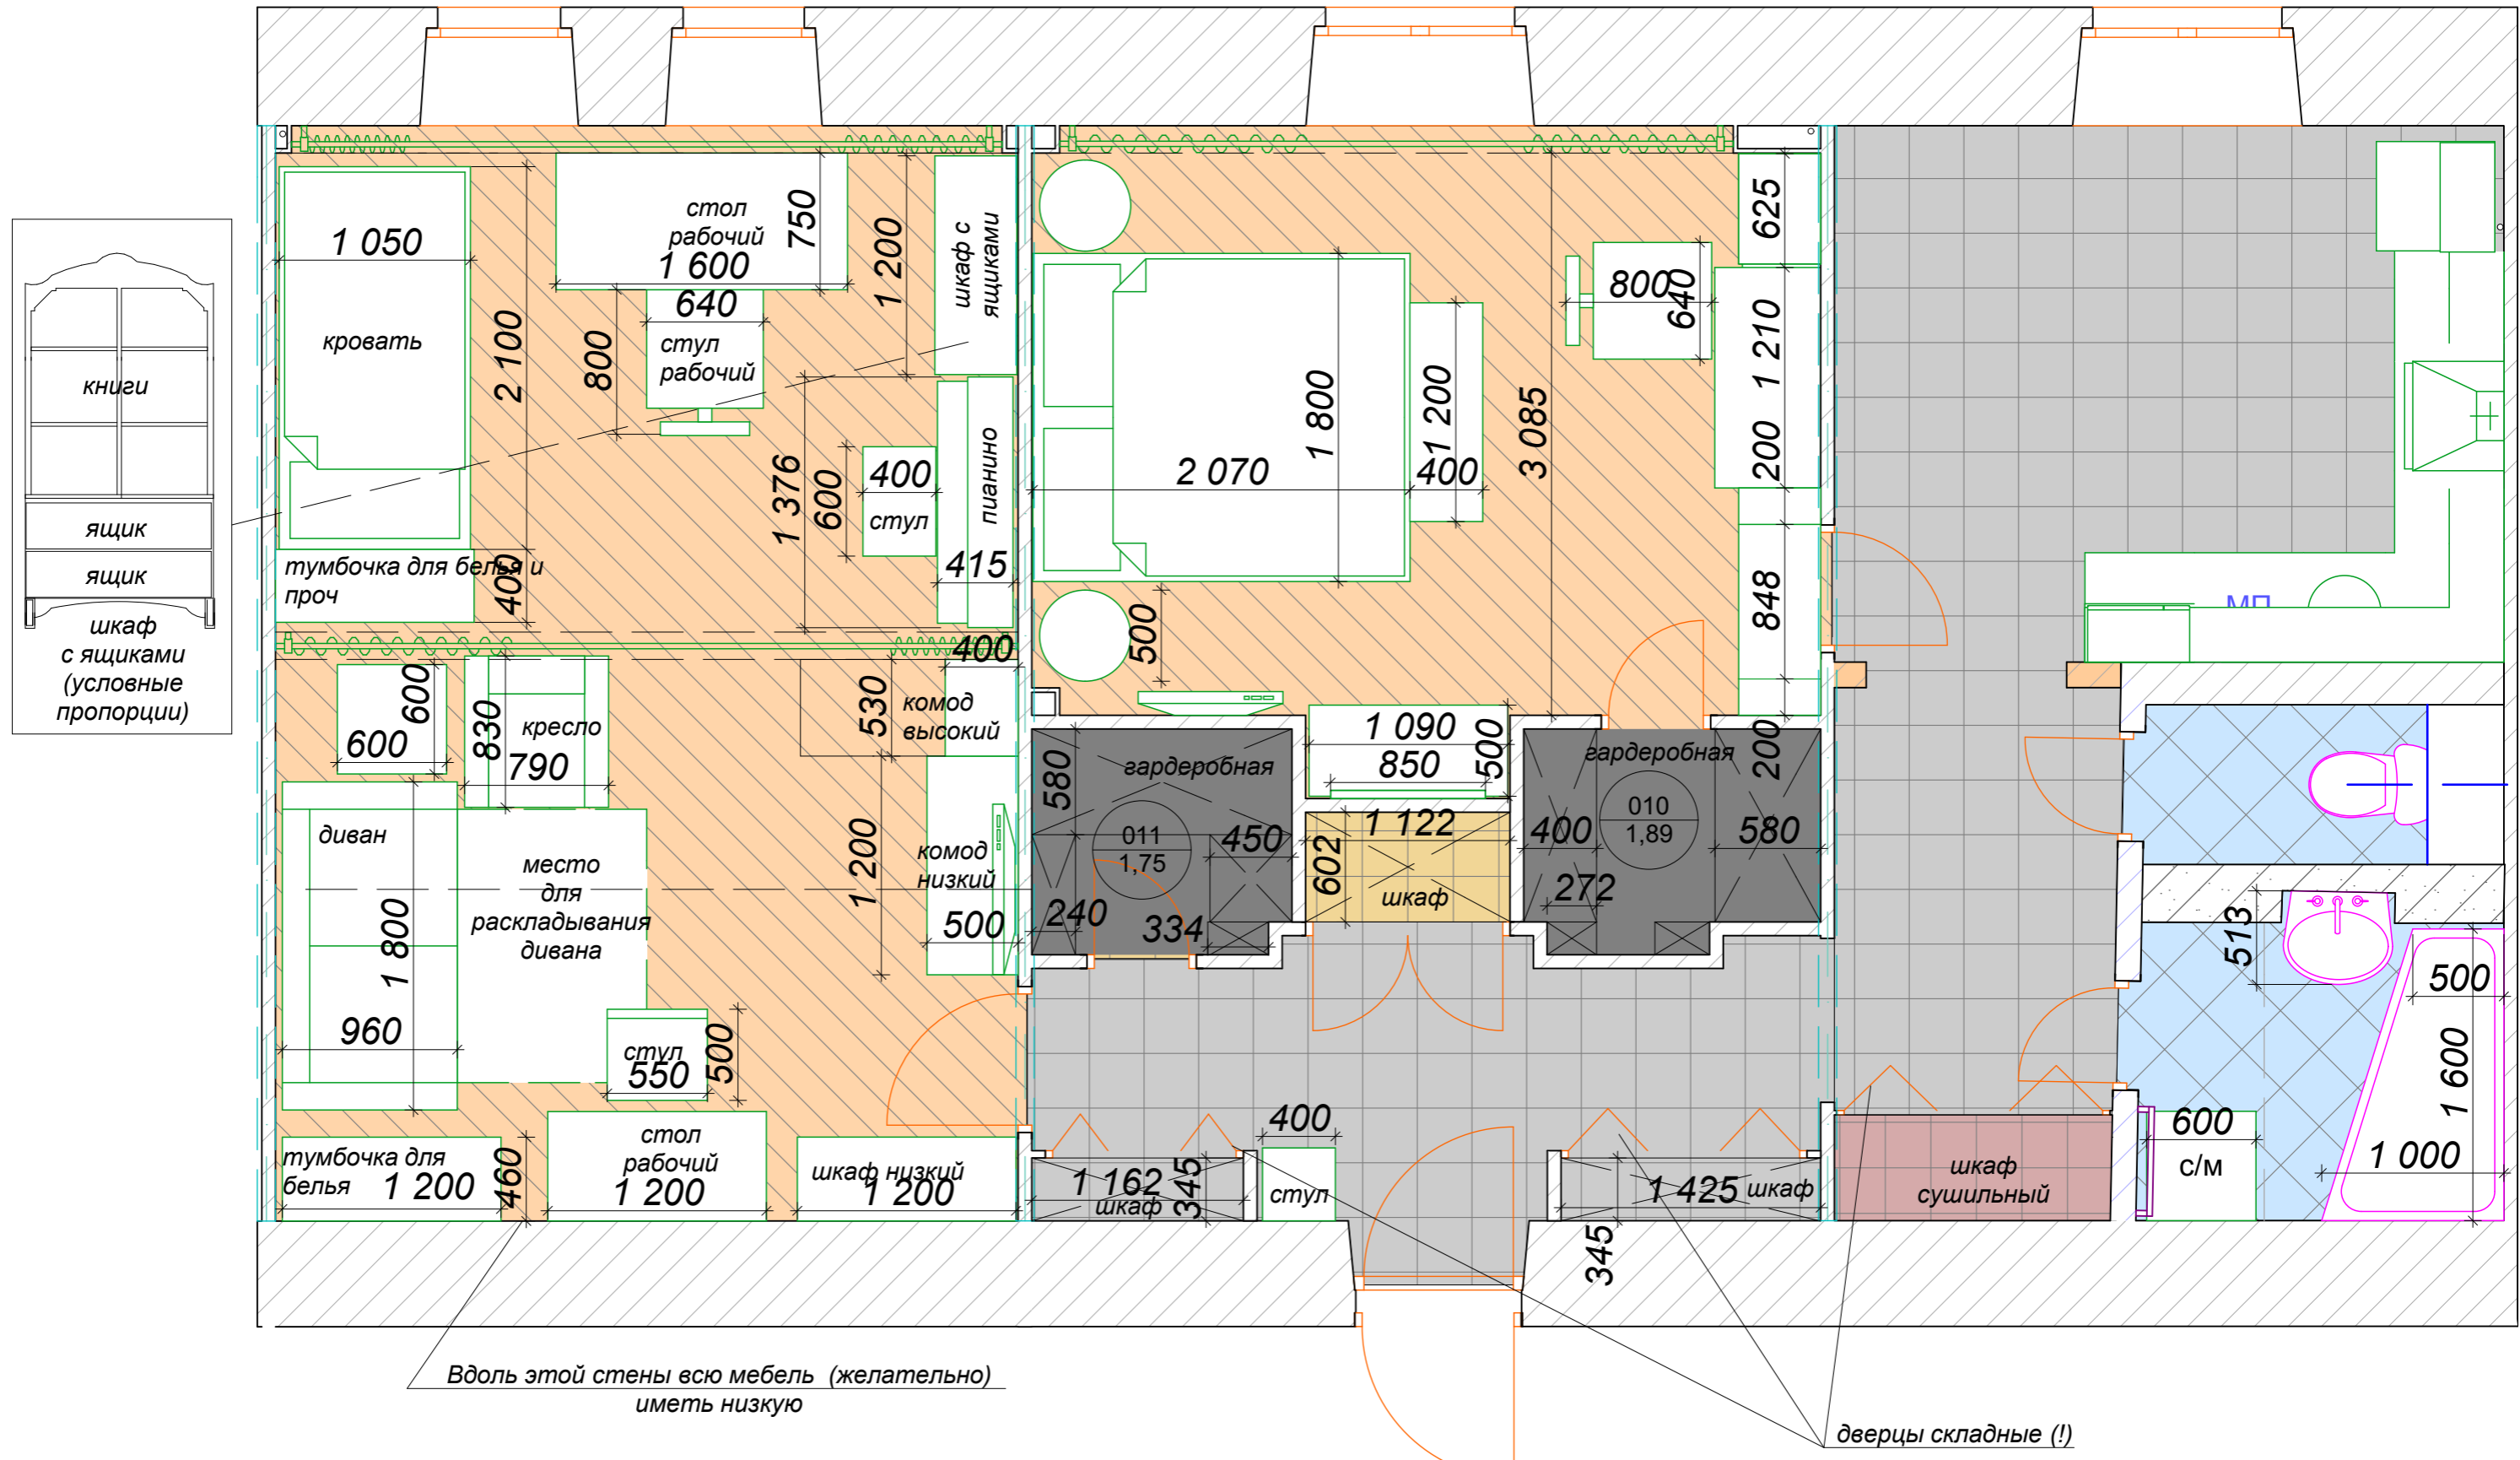 книги
ящик
ящик
шкаф
с ящиками
(условные
пропорции)
1 050
кровать
2 100
тумбочка для белья и
проч
400
стол
рабочий
1 600
750
640
стул
рабочий
800
1 200
шкаф с
ящиками
1 376
600
400
стул
пианино
415
400
530
комод
высокий
600
600
830
кресло
790
диван
место
для
раскладывания
дивана
1 800
960
1 200
комод
низкий
500
стул
550
500
тумбочка для
белья
1 200
460
стол
рабочий
1 200
шкаф низкий
1 200
2 070
1 800
1 200
400
3 085
500
800
640
625
1 210
200
848
200
гардеробная
580
011
1,75
450
240
334
1 090
850
500
1 122
602
шкаф
гардеробная
010
1,89
400
580
272
1 162
шкаф
345
400
стул
1 425
шкаф
345
МП
513
500
1 600
1 000
600
с/м
шкаф
сушильный
Вдоль этой стены всю мебель (желательно)
иметь низкую
дверцы складные (!)